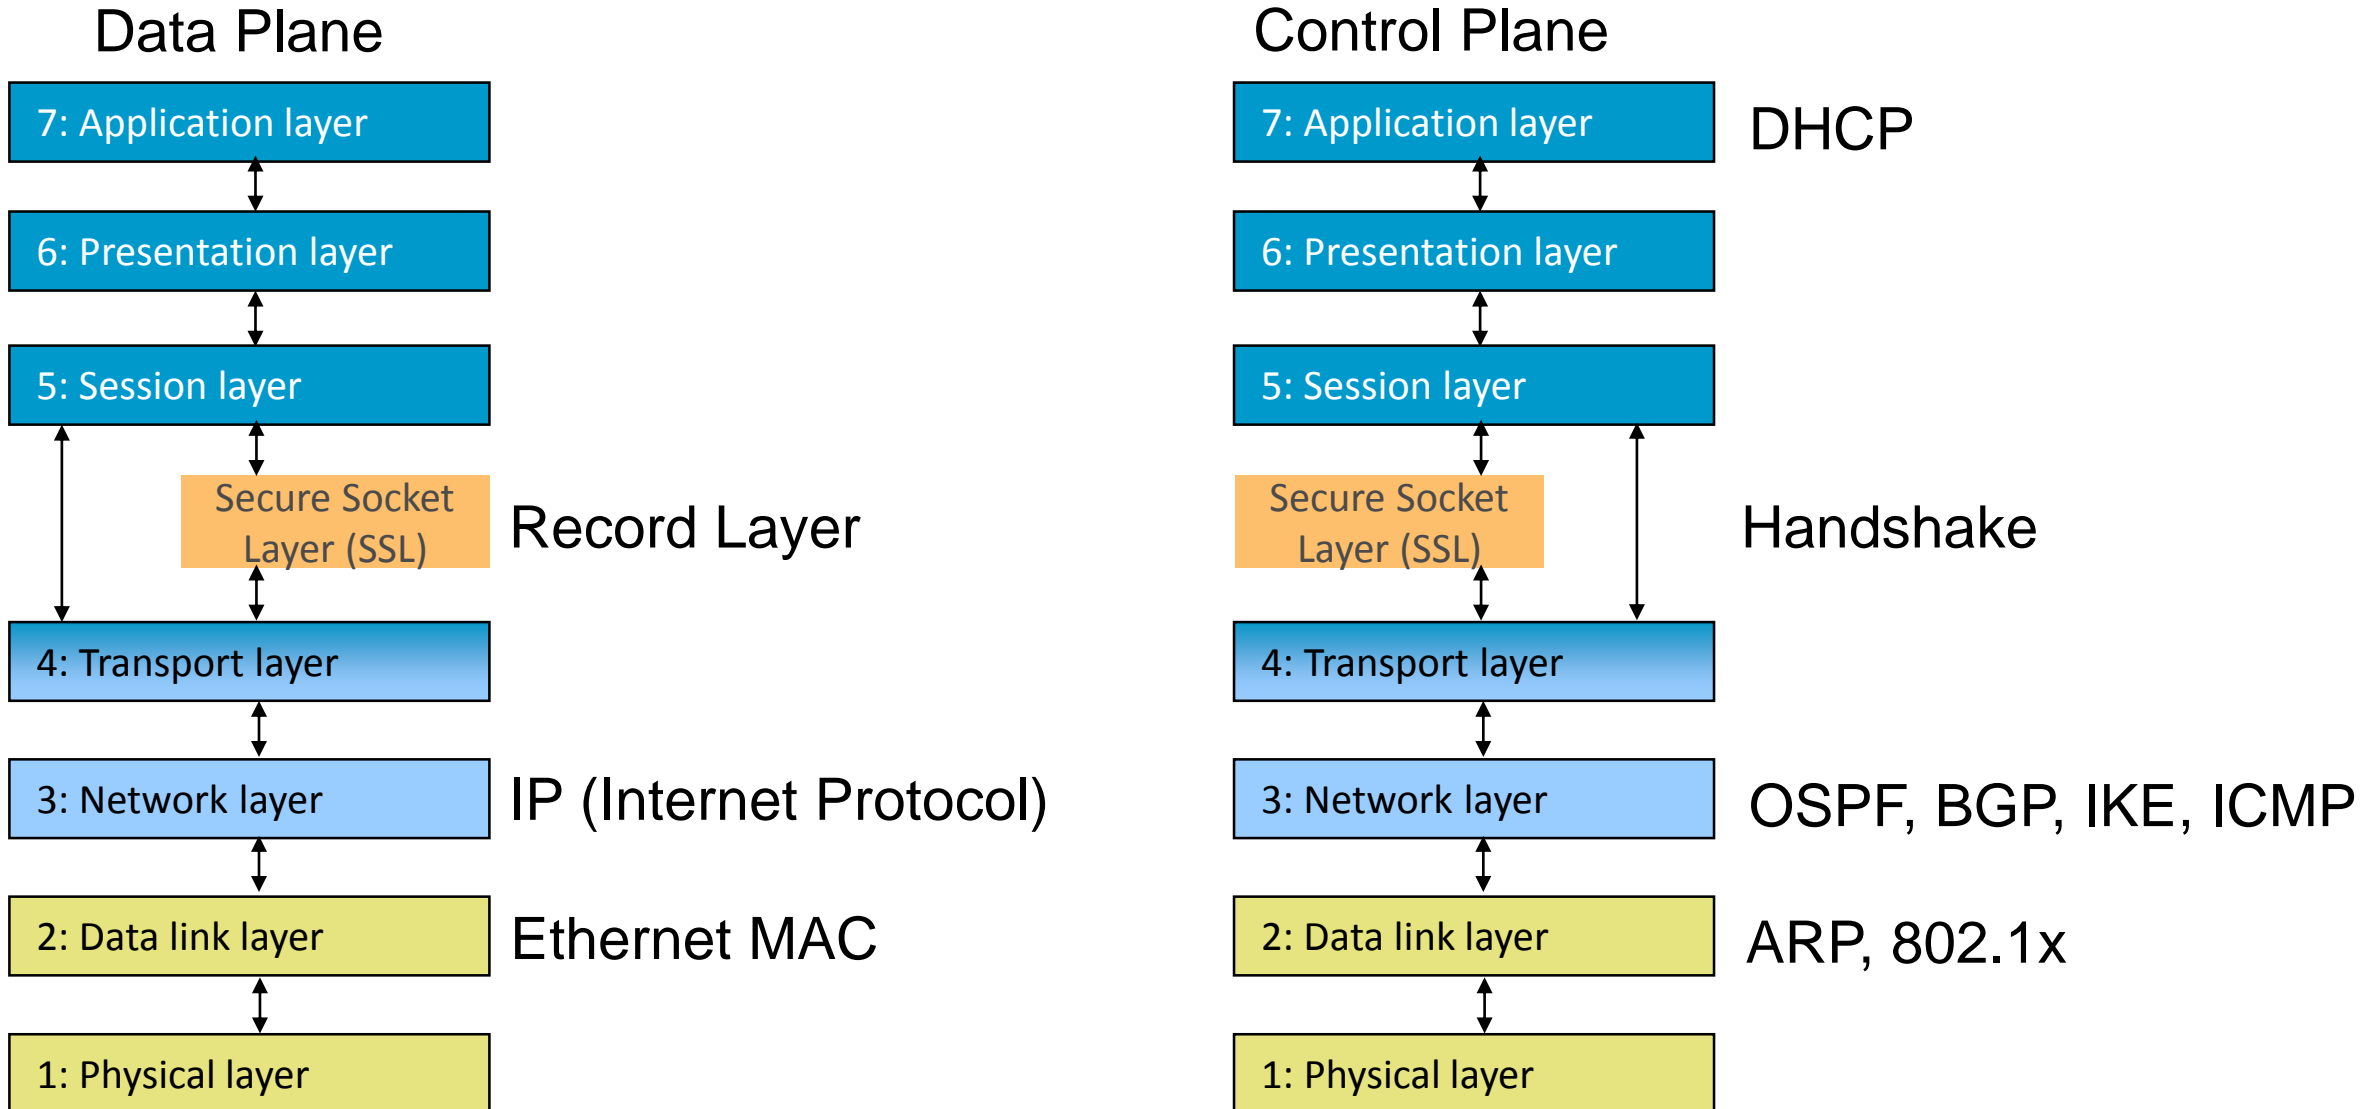 Data Plane
7: Application layer
6: Presentation layer
5: Session layer
Secure Socket
Layer (SSL)
Record Layer
4: Transport layer
3: Network layer
IP (Internet Protocol)
2: Data link layer
Ethernet MAC
1: Physical layer
Control Plane
7: Application layer
DHCP
6: Presentation layer
5: Session layer
Secure Socket
Layer (SSL)
Handshake
4: Transport layer
3: Network layer
OSPF, BGP, IKE, ICMP
2: Data link layer
ARP, 802.1x
1: Physical layer